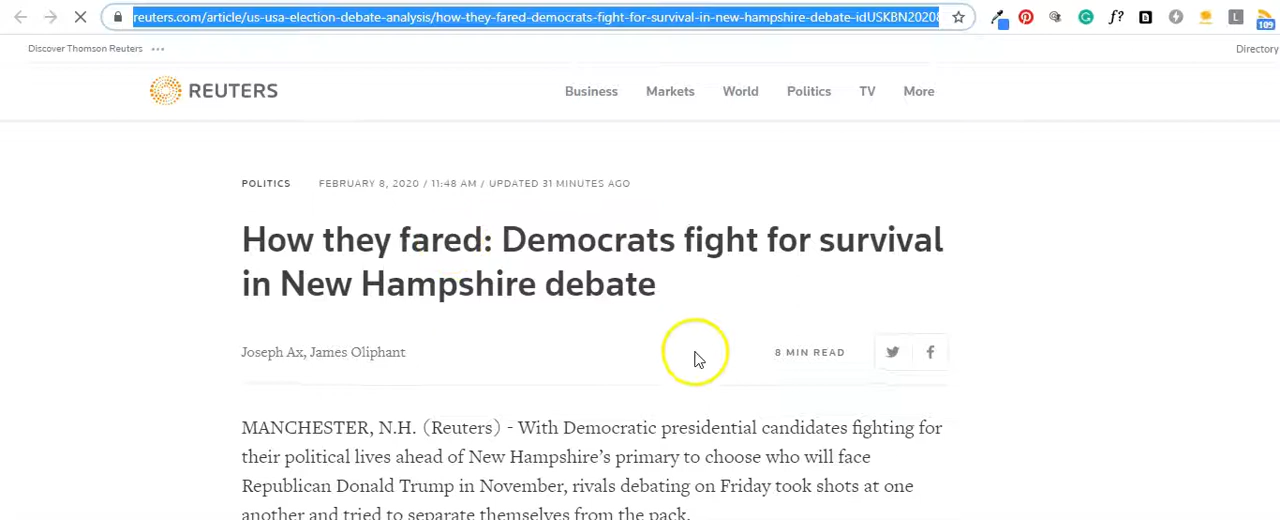 reuters.com/article/us-usa-election-debate-analysis/how-they-fared-democrats-fight-for-survival-in-new-hampshire-debate-idUSKBN2020
f?
L
109
Discover Thomson Reuters •••
Directory
REUTERS
Business Markets World Politics TV More
POLITICS FEBRUARY 8, 2020 / 11:48 AM / UPDATED 31 MINUTES AGO
How they fared: Democrats fight for survival
in New Hampshire debate
Joseph Ax, James Oliphant
8 MIN READ
MANCHESTER, N.H. (Reuters) - With Democratic presidential candidates fighting for
their political lives ahead of New Hampshire’s primary to choose who will face
Republican Donald Trump in November, rivals debating on Friday took shots at one
another and tried to separate themselves from the pack.